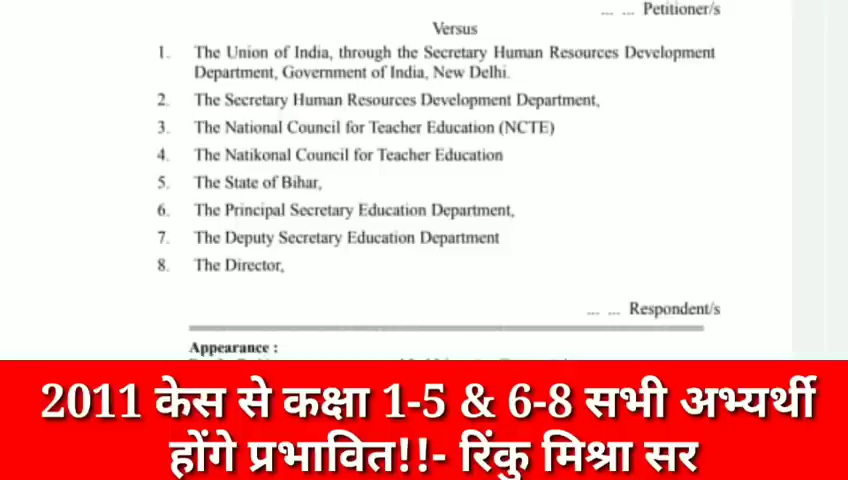 ... ... Petitioner/s
Versus
1. The Union of India, through the Secretary Human Resources Development
Department, Government of India, New Delhi.
2. The Secretary Human Resources Development Department,
3. The National Council for Teacher Education (NCTE)
4. The Natikonal Council for Teacher Education
5. The State of Bihar,
6. The Principal Secretary Education Department,
7. The Deputy Secretary Education Department
8. The Director,
... ... Respondent/s
Appearance :
2011 केस से कक्षा 1-5 & 6-8 सभी अभ्यर्थी
होंगे प्रभावित!!- रिंकु मिश्रा सर